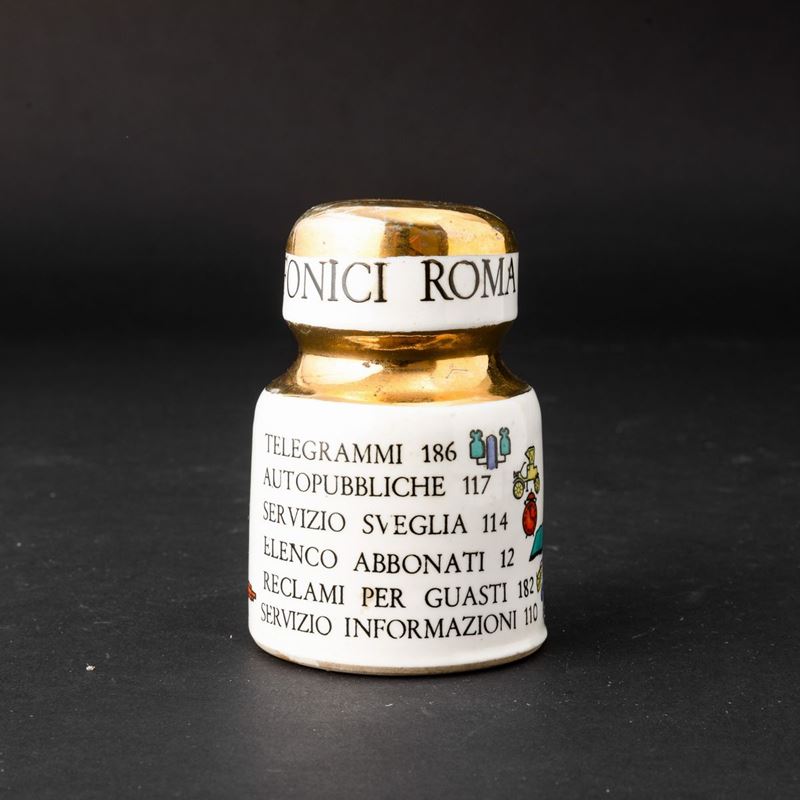 FONICI ROMA
TELEGRAMMI 186
AUTOPUBBLICHE 117
SERVIZIO SVEGLIA 114
ELENCO ABBONATI 12
RECLAMI PER GUASTI 182
SERVIZIO INFORMAZIONI 110